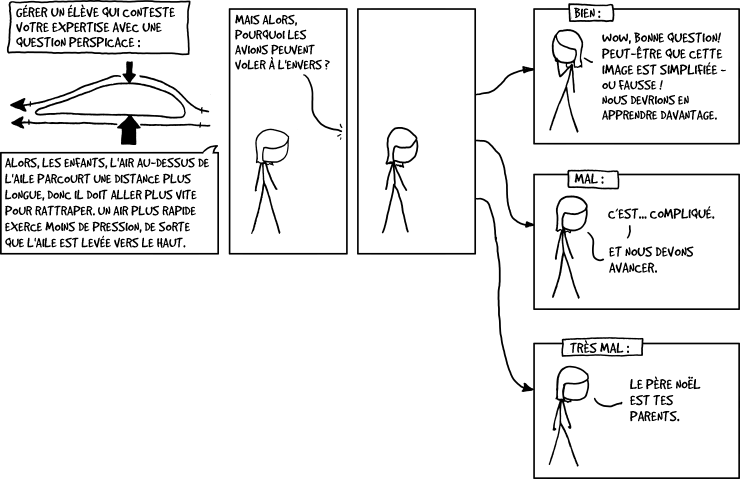 GÉRER UN ÉLÈVE QUI CONTESTE
VOTRE EXPERTISE AVEC UNE
QUESTION PERSPICACE :
ALORS, LES ENFANTS, L'AIR AU-DESSUS DE
L'AILE PARCOURT UNE DISTANCE PLUS
LONGUE, DONC IL DOIT ALLER PLUS VITE
POUR RATTRAPER. UN AIR PLUS RAPIDE
EXERCE MOINS DE PRESSION, DE SORTE
QUE L'AILE EST LEVÉE VERS LE HAUT.
MAIS ALORS,
POURQUOI LES
AVIONS PEUVENT
VOLER À L'ENVERS ?
BIEN :
WOW, BONNE QUESTION!
PEUT-ÊTRE QUE CETTE
IMAGE EST SIMPLIFIÉE -
OU FAUSSE !
NOUS DEVRIONS EN
APPRENDRE DAVANTAGE.
MAL :
C'EST... COMPLIQUÉ.
ET NOUS DEVONS
AVANCER.
TRÈS MAL :
LE PÈRE NOËL
EST TES
PARENTS.